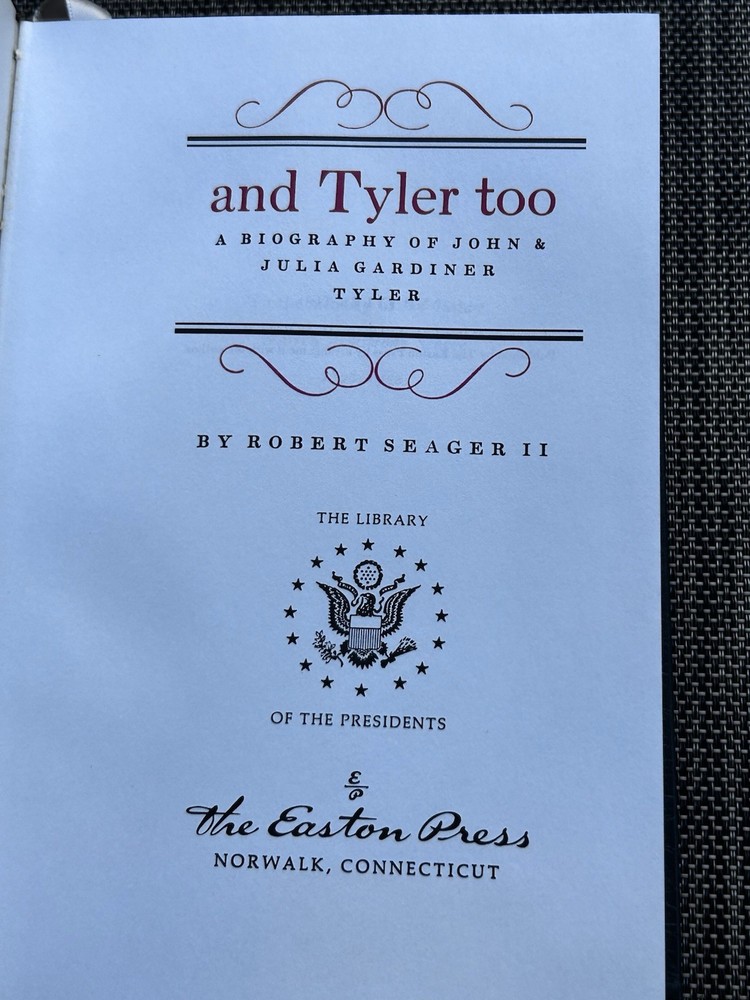 and Tyler too
A BIOGRAPHY OF JOHN &
JULIA GARDINER
TYLER
BY ROBERT SEAGER II
THE LIBRARY
OF THE PRESIDENTS
E
P
The Easton Press
NORWALK, CONNECTICUT